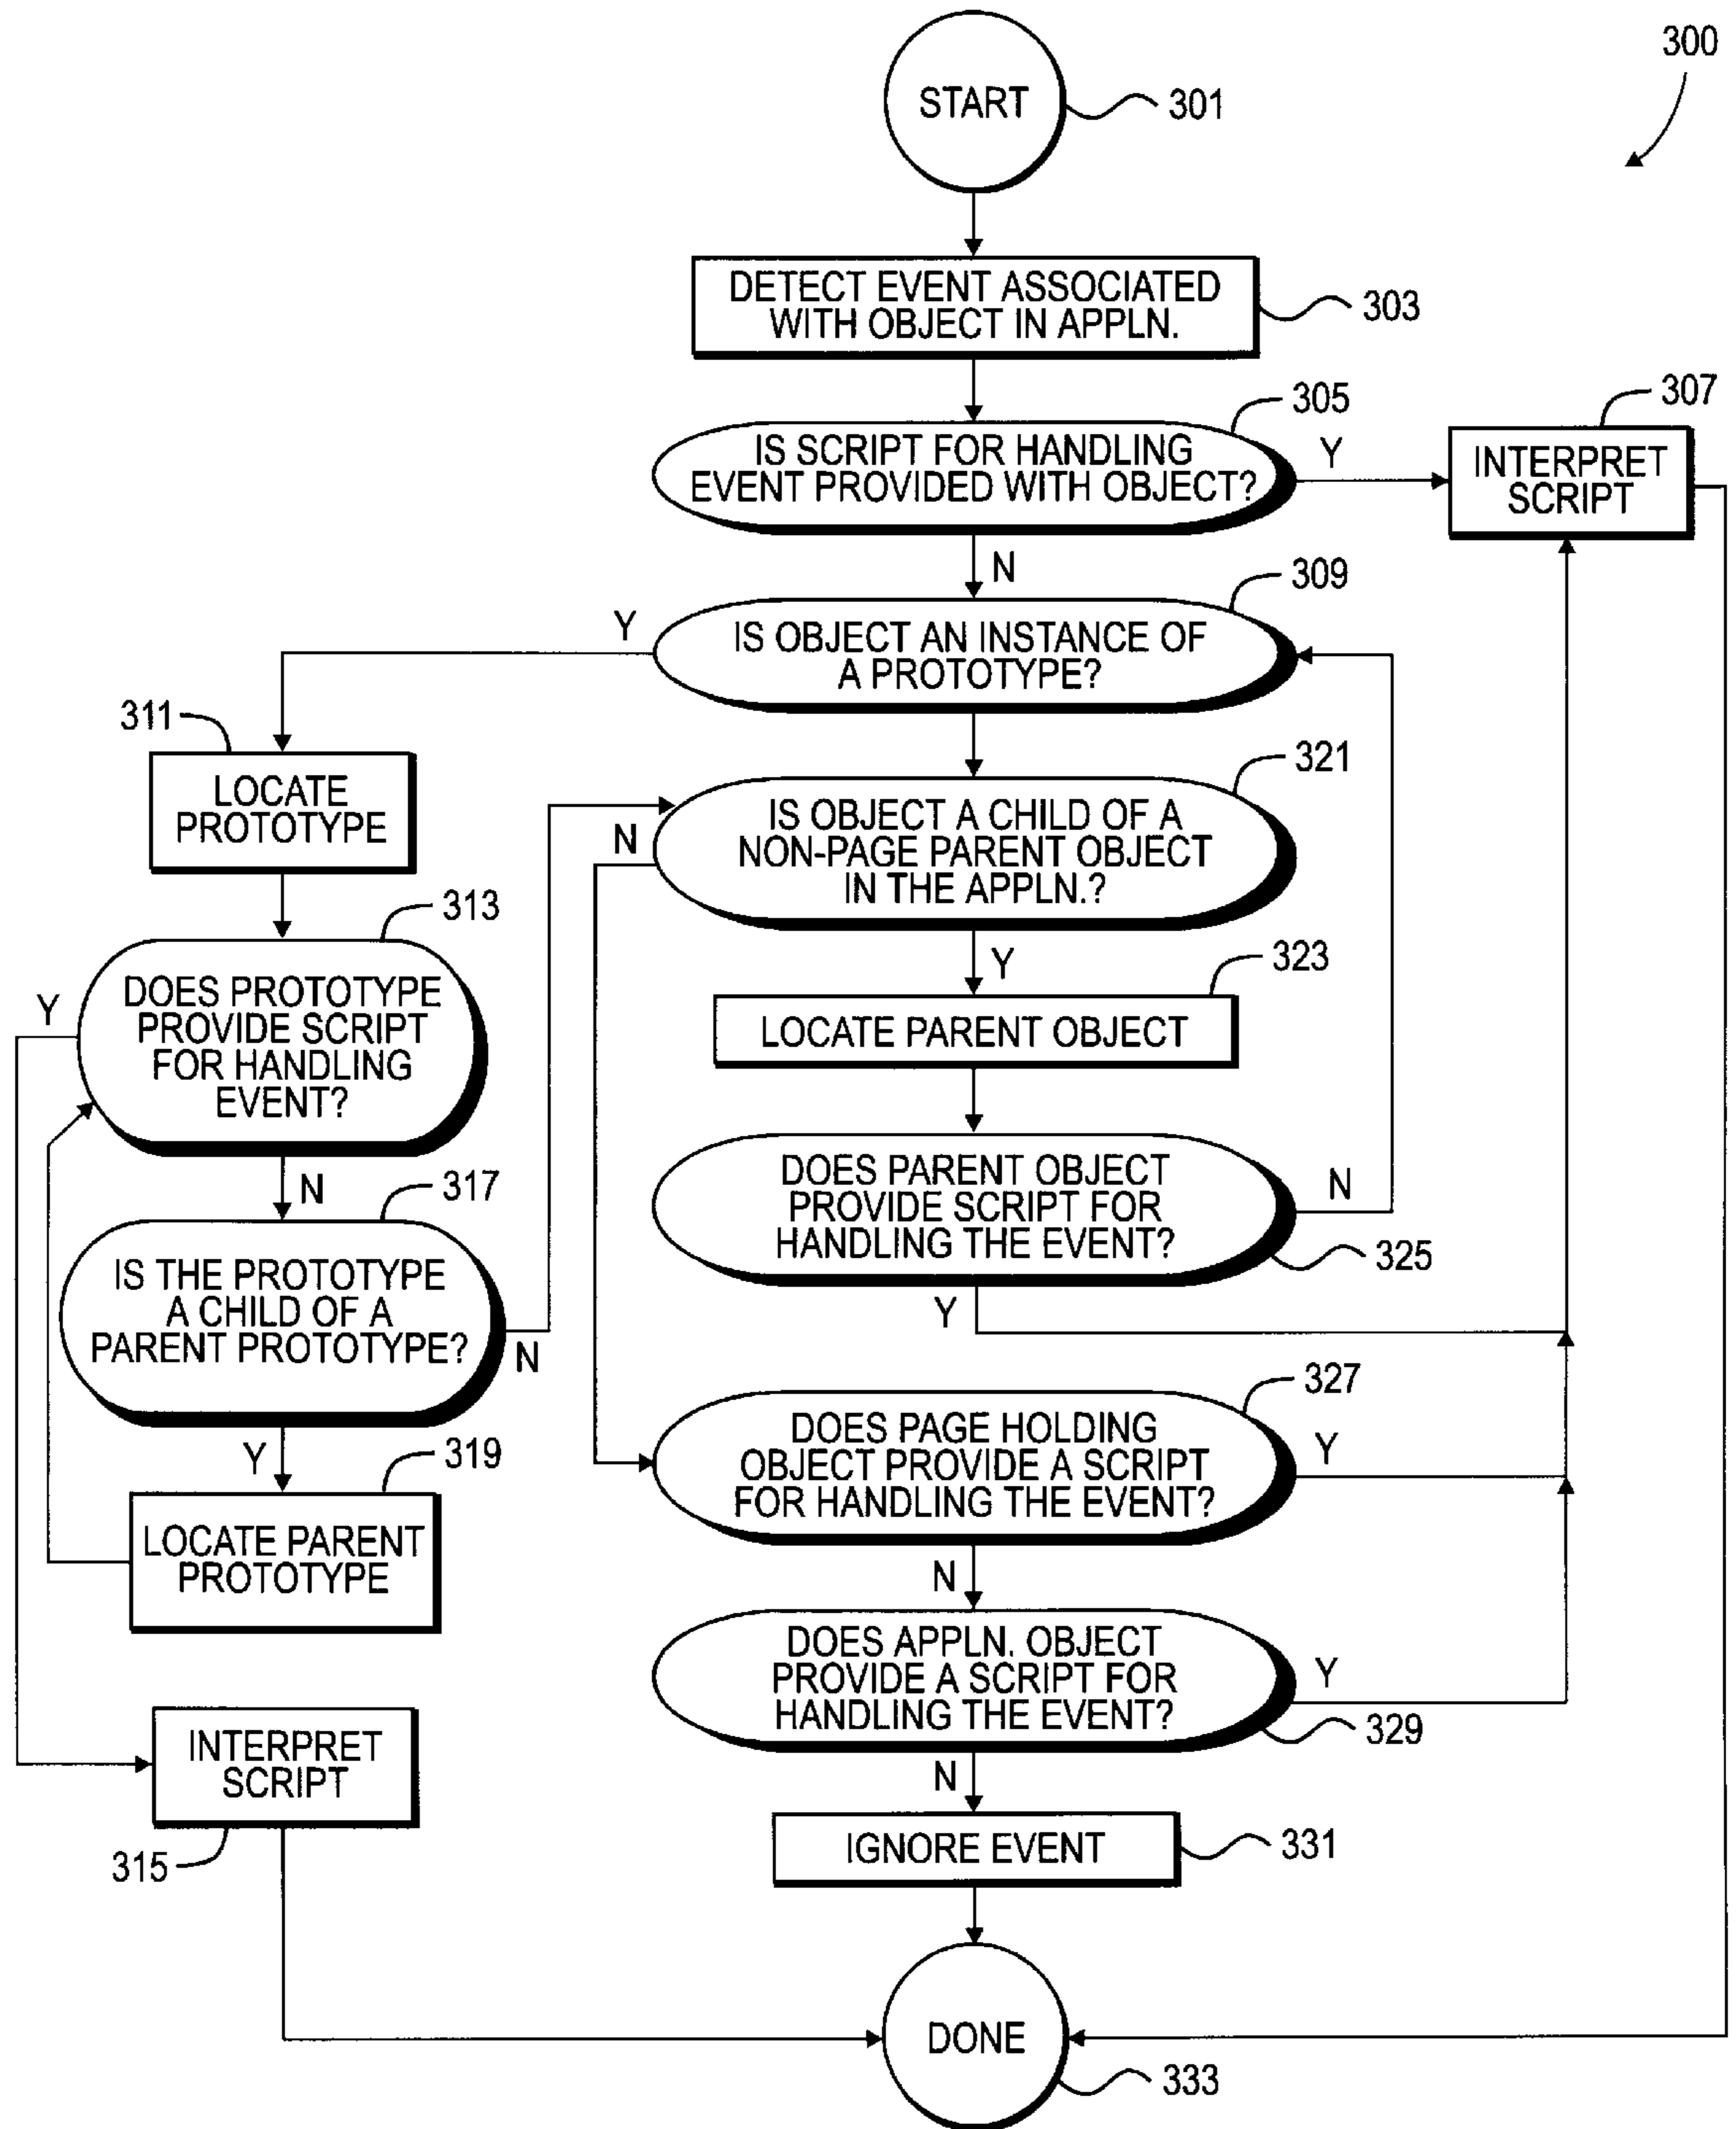 300
START
301
DETECT EVENT ASSOCIATED
WITH OBJECT IN APPLN.
303
305
IS SCRIPT FOR HANDLING
EVENT PROVIDED WITH OBJECT?
Y
307
INTERPRET
SCRIPT
N
309
IS OBJECT AN INSTANCE OF
A PROTOTYPE?
Y
311
LOCATE
PROTOTYPE
321
IS OBJECT A CHILD OF A
NON-PAGE PARENT OBJECT
IN THE APPLN.?
N
Y
313
DOES PROTOTYPE
PROVIDE SCRIPT
FOR HANDLING
EVENT?
Y
N
323
LOCATE PARENT OBJECT
DOES PARENT OBJECT
PROVIDE SCRIPT FOR
HANDLING THE EVENT?
N
325
Y
317
IS THE PROTOTYPE
A CHILD OF A
PARENT PROTOTYPE?
N
Y
319
LOCATE PARENT
PROTOTYPE
327
DOES PAGE HOLDING
OBJECT PROVIDE A SCRIPT
FOR HANDLING THE EVENT?
Y
N
DOES APPLN. OBJECT
PROVIDE A SCRIPT FOR
HANDLING THE EVENT?
Y
329
N
INTERPRET
SCRIPT
315
IGNORE EVENT
331
DONE
333